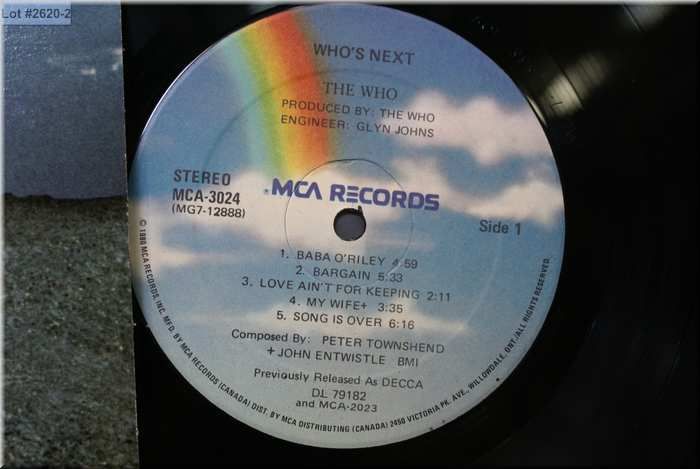 Lot #2620-2
WHO'S NEXT
THE WHO
PRODUCED BY: THE WHO
ENGINEER: GLYN JOHNS
STEREO
MCA-3024
(MG7-12888)
MCA RECORDS
Side 1
1. BABA O'RILEY 4:59
2. BARGAIN 5:33
3. LOVE AIN'T FOR KEEPING 2:11
4. MY WIFE+ 3:35
5. SONG IS OVER 6:16
Composed By: PETER TOWNSHEND
+ JOHN ENTWISTLE BMI
Previously Released As DECCA
DL 79182
and MCA-2023
MCA RECORDS, INC. MFD. BY MCA RECORDS (CANADA) DIST. BY MCA DISTRIBUTING (CANADA) 2450 VICTORIA PK. AVE., WILLOWDALE, ONT./ALL RIGHTS RESERVED.